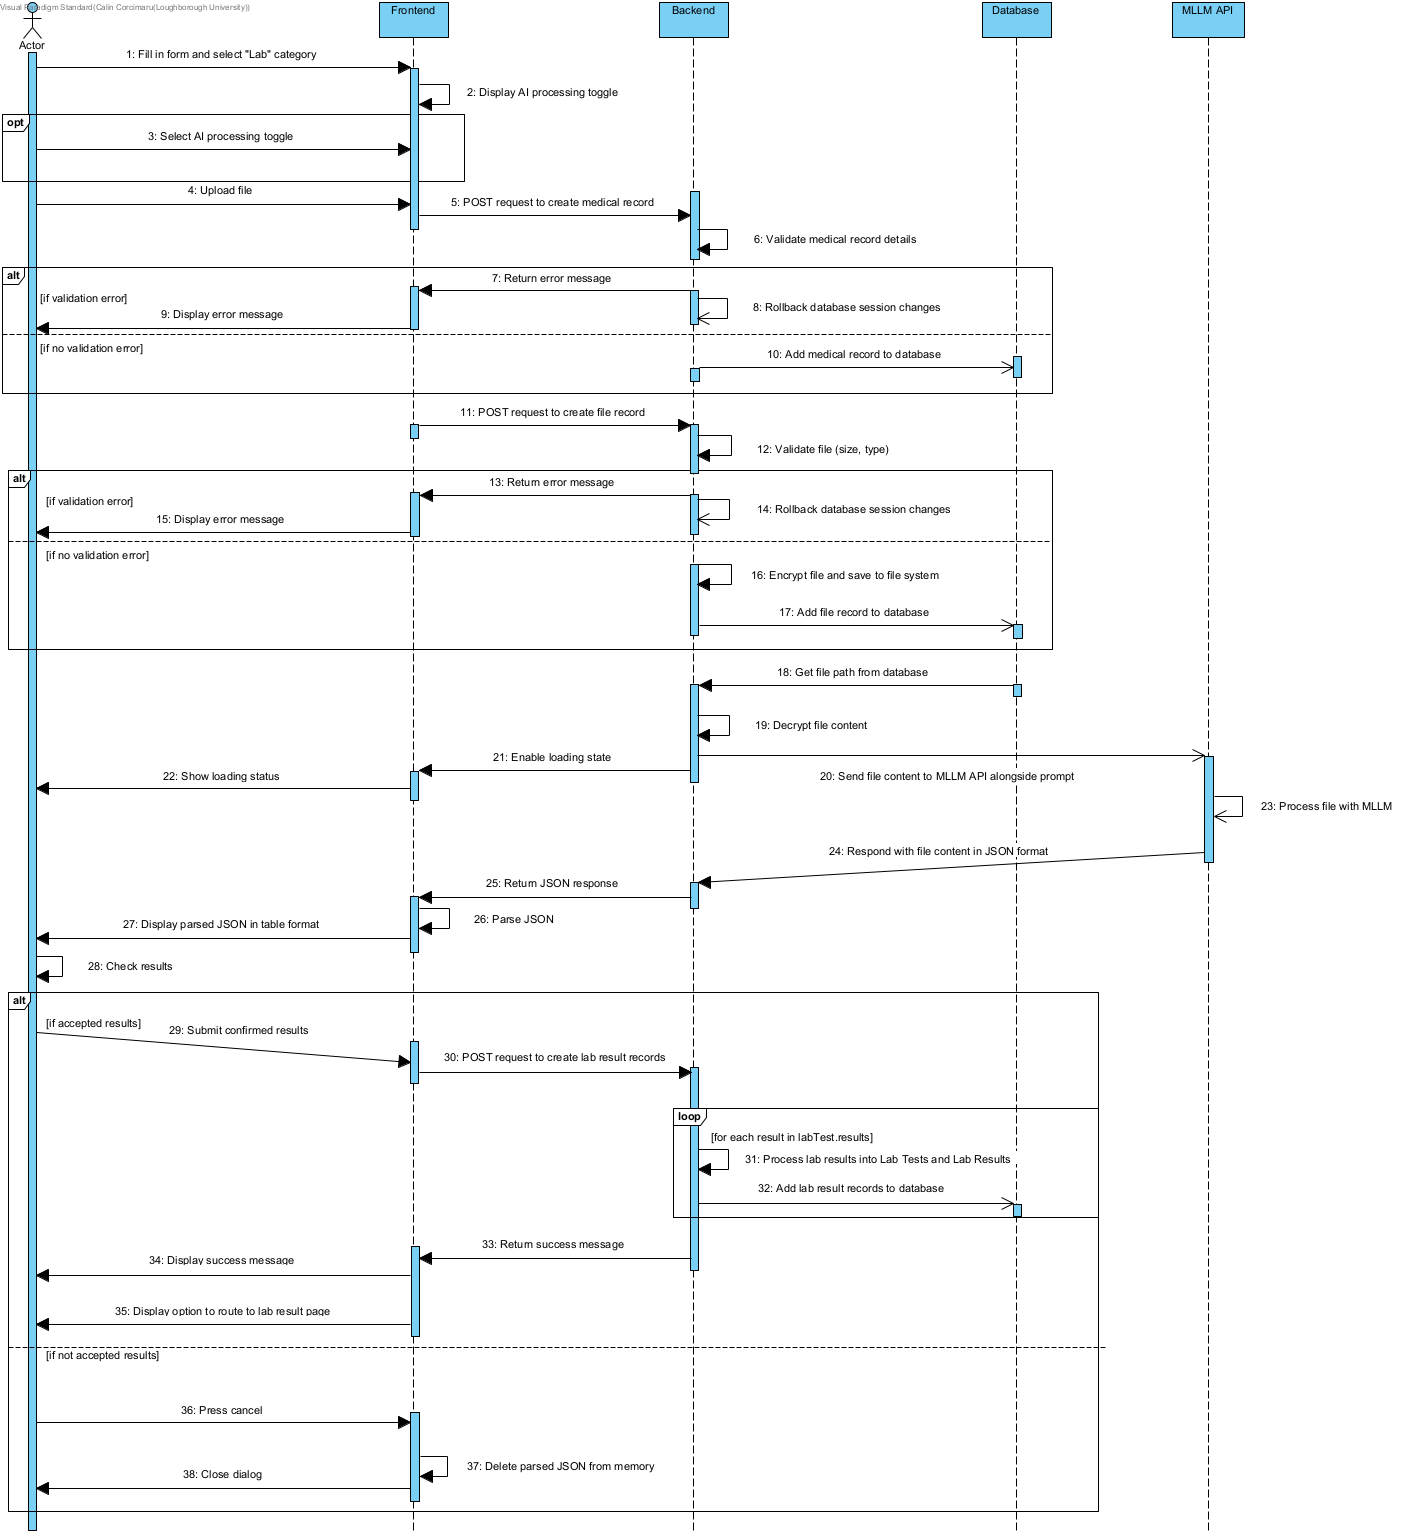 Visual Paradigm Standard(Calin Corcimaru(Loughborough University))
Actor
Frontend
Backend
Database
MLLM API
1: Fill in form and select "Lab" category
2: Display AI processing toggle
opt
3: Select AI processing toggle
4: Upload file
5: POST request to create medical record
6: Validate medical record details
alt
7: Return error message
[if validation error]
8: Rollback database session changes
9: Display error message
[if no validation error]
10: Add medical record to database
11: POST request to create file record
12: Validate file (size, type)
alt
13: Return error message
[if validation error]
14: Rollback database session changes
15: Display error message
[if no validation error]
16: Encrypt file and save to file system
17: Add file record to database
18: Get file path from database
19: Decrypt file content
21: Enable loading state
22: Show loading status
20: Send file content to MLLM API alongside prompt
23: Process file with MLLM
24: Respond with file content in JSON format
25: Return JSON response
26: Parse JSON
27: Display parsed JSON in table format
28: Check results
alt
[if accepted results]
29: Submit confirmed results
30: POST request to create lab result records
loop
[for each result in labTest.results]
31: Process lab results into Lab Tests and Lab Results
32: Add lab result records to database
33: Return success message
34: Display success message
35: Display option to route to lab result page
[if not accepted results]
36: Press cancel
37: Delete parsed JSON from memory
38: Close dialog